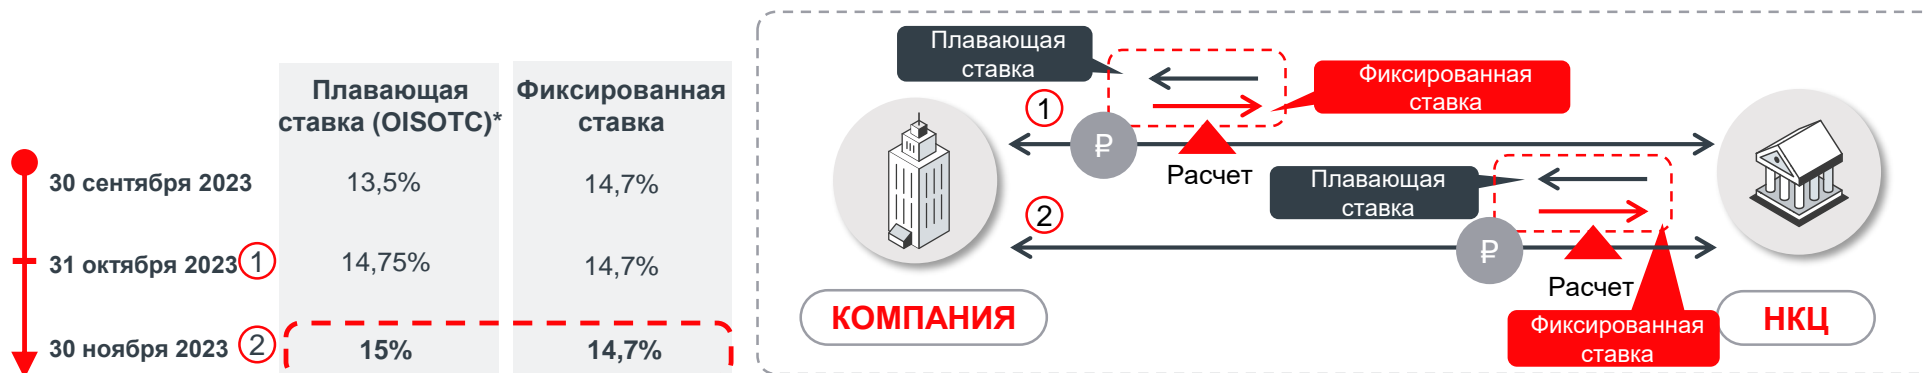 Плавающая
ставка (OISOTC)*
Фиксированная
ставка
30 сентября 2023
13,5%
14,7%
31 октября 2023
1
14,75%
14,7%
30 ноября 2023
2
15%
14,7%
Плавающая
ставка
Фиксированная
ставка
1
₽
Расчет
Плавающая
ставка
2
₽
Расчет
Фиксированная
ставка
КОМПАНИЯ
НКЦ